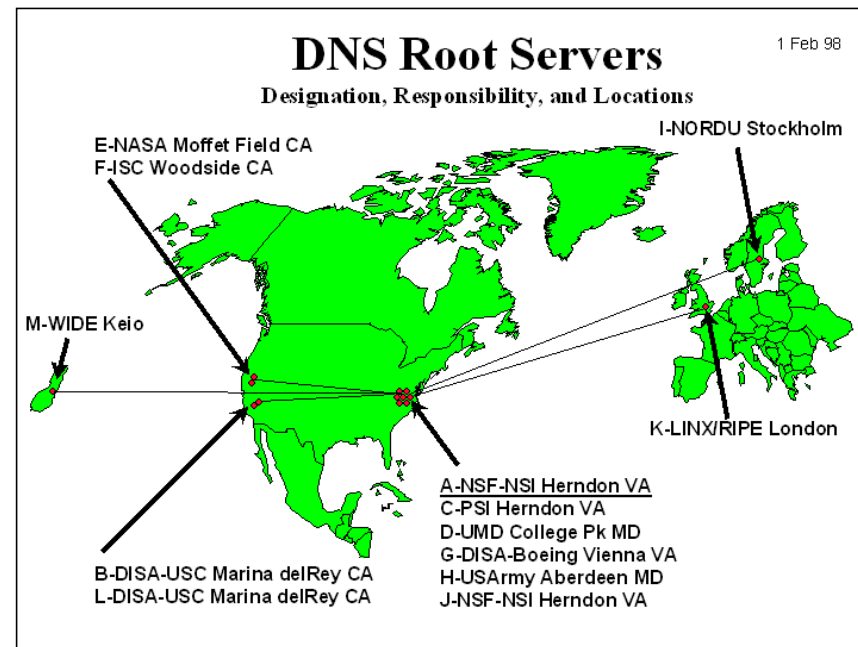 DNS Root Servers
1 Feb 98
Designation, Responsibility, and Locations
I-NORDU Stockholm
E-NASA Moffet Field CA
F-ISC Woodside CA
M-WIDE Keio
K-LINX/RIPE London
A-NSF-NSI Herndon VA
C-PSI Herndon VA
D-UMD College Pk MD
G-DISA-Boeing Vienna VA
H-USArmy Aberdeen MD
J-NSF-NSI Herndon VA
B-DISA-USC Marina delRey CA
L-DISA-USC Marina delRey CA